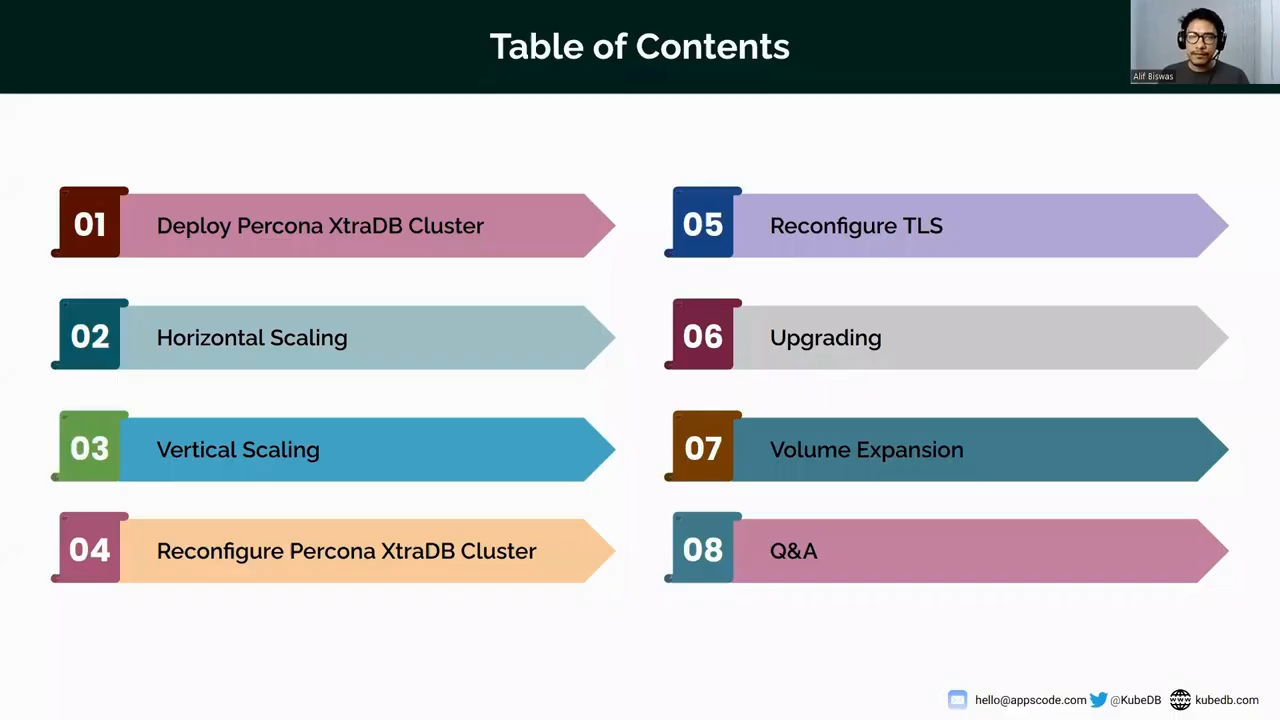 Table of Contents
Alif Biswas
01 Deploy Percona XtraDB Cluster
02 Horizontal Scaling
03 Vertical Scaling
04 Reconfigure Percona XtraDB Cluster
05 Reconfigure TLS
06 Upgrading
07 Volume Expansion
08 Q&A
hello@appscode.com @KubeDB www kubedb.com